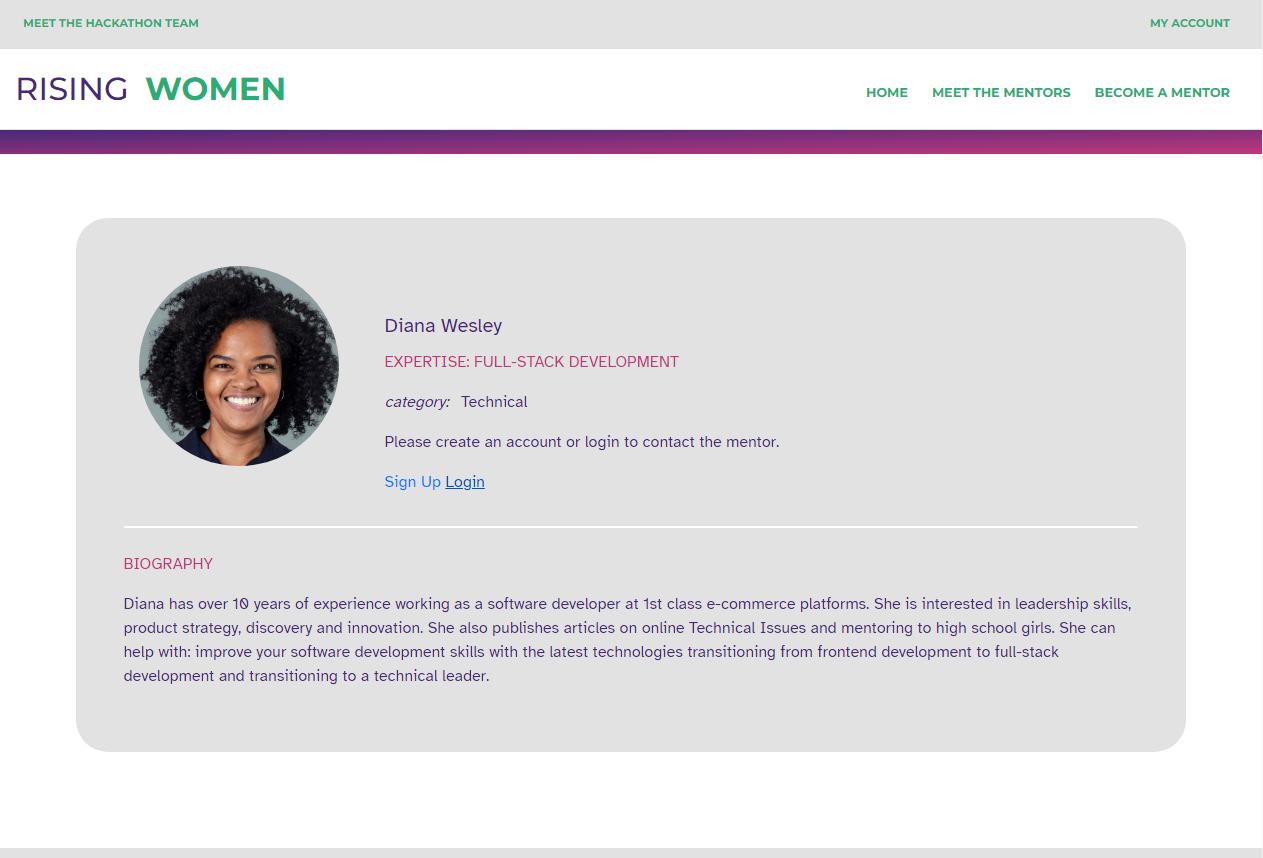 MEET THE HACKATHON TEAM
MY ACCOUNT
RISING WOMEN
HOME MEET THE MENTORS BECOME A MENTOR
Diana Wesley
EXPERTISE: FULL-STACK DEVELOPMENT
category: Technical
Please create an account or login to contact the mentor.
Sign Up Login
BIOGRAPHY
Diana has over 10 years of experience working as a software developer at 1st class e-commerce platforms. She is interested in leadership skills,
product strategy, discovery and innovation. She also publishes articles on online Technical Issues and mentoring to high school girls. She can
help with: improve your software development skills with the latest technologies transitioning from frontend development to full-stack
development and transitioning to a technical leader.